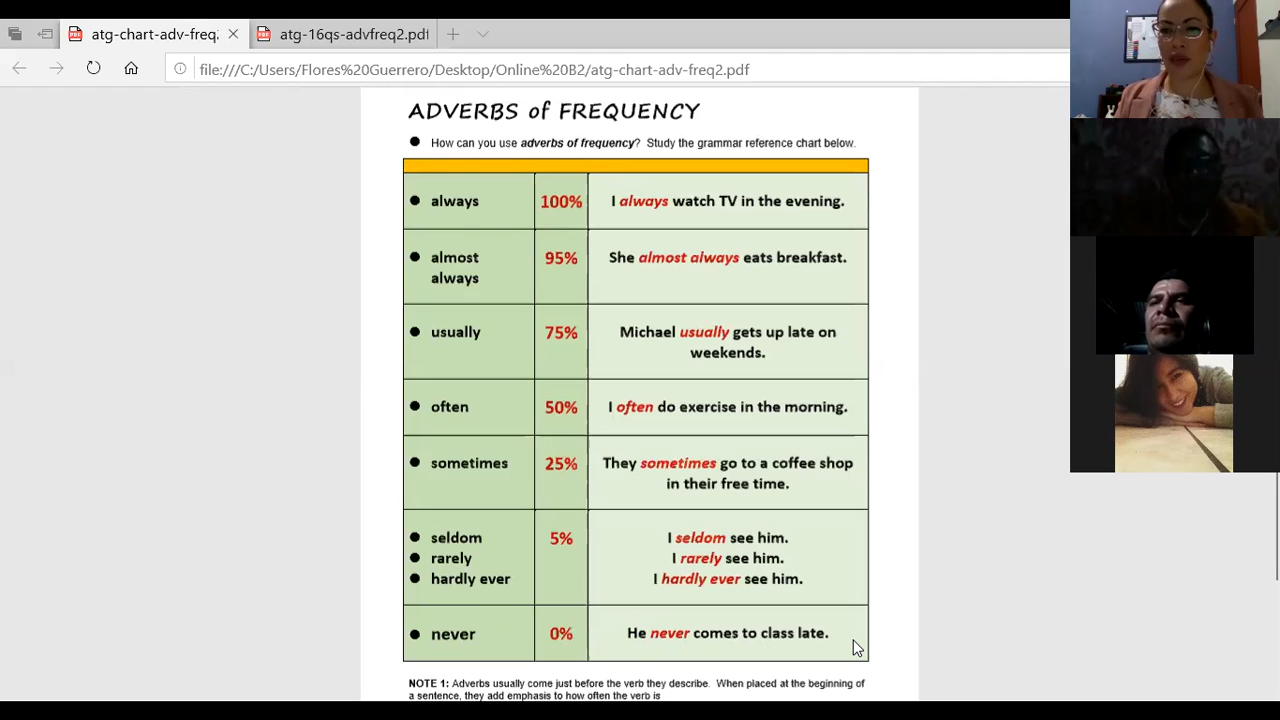 atg-chart-adv-freq2
atg-16qs-advfreq2.pdf
file:///C:/Users/Flores%20Guerrero/Desktop/Online%20B2/atg-chart-adv-freq2.pdf
ADVERBS of FREQUENCY
● How can you use adverbs of frequency? Study the grammar reference chart below.
● always 100% I always watch TV in the evening.
● almost always 95% She almost always eats breakfast.
● usually 75% Michael usually gets up late on
weekends.
● often 50% I often do exercise in the morning.
● sometimes 25% They sometimes go to a coffee shop
in their free time.
● seldom 5% I seldom see him.
● rarely I rarely see him.
● hardly ever I hardly ever see him.
● never 0% He never comes to class late.
NOTE 1: Adverbs usually come just before the verb they describe. When placed at the beginning of
a sentence, they add emphasis to how often the verb is